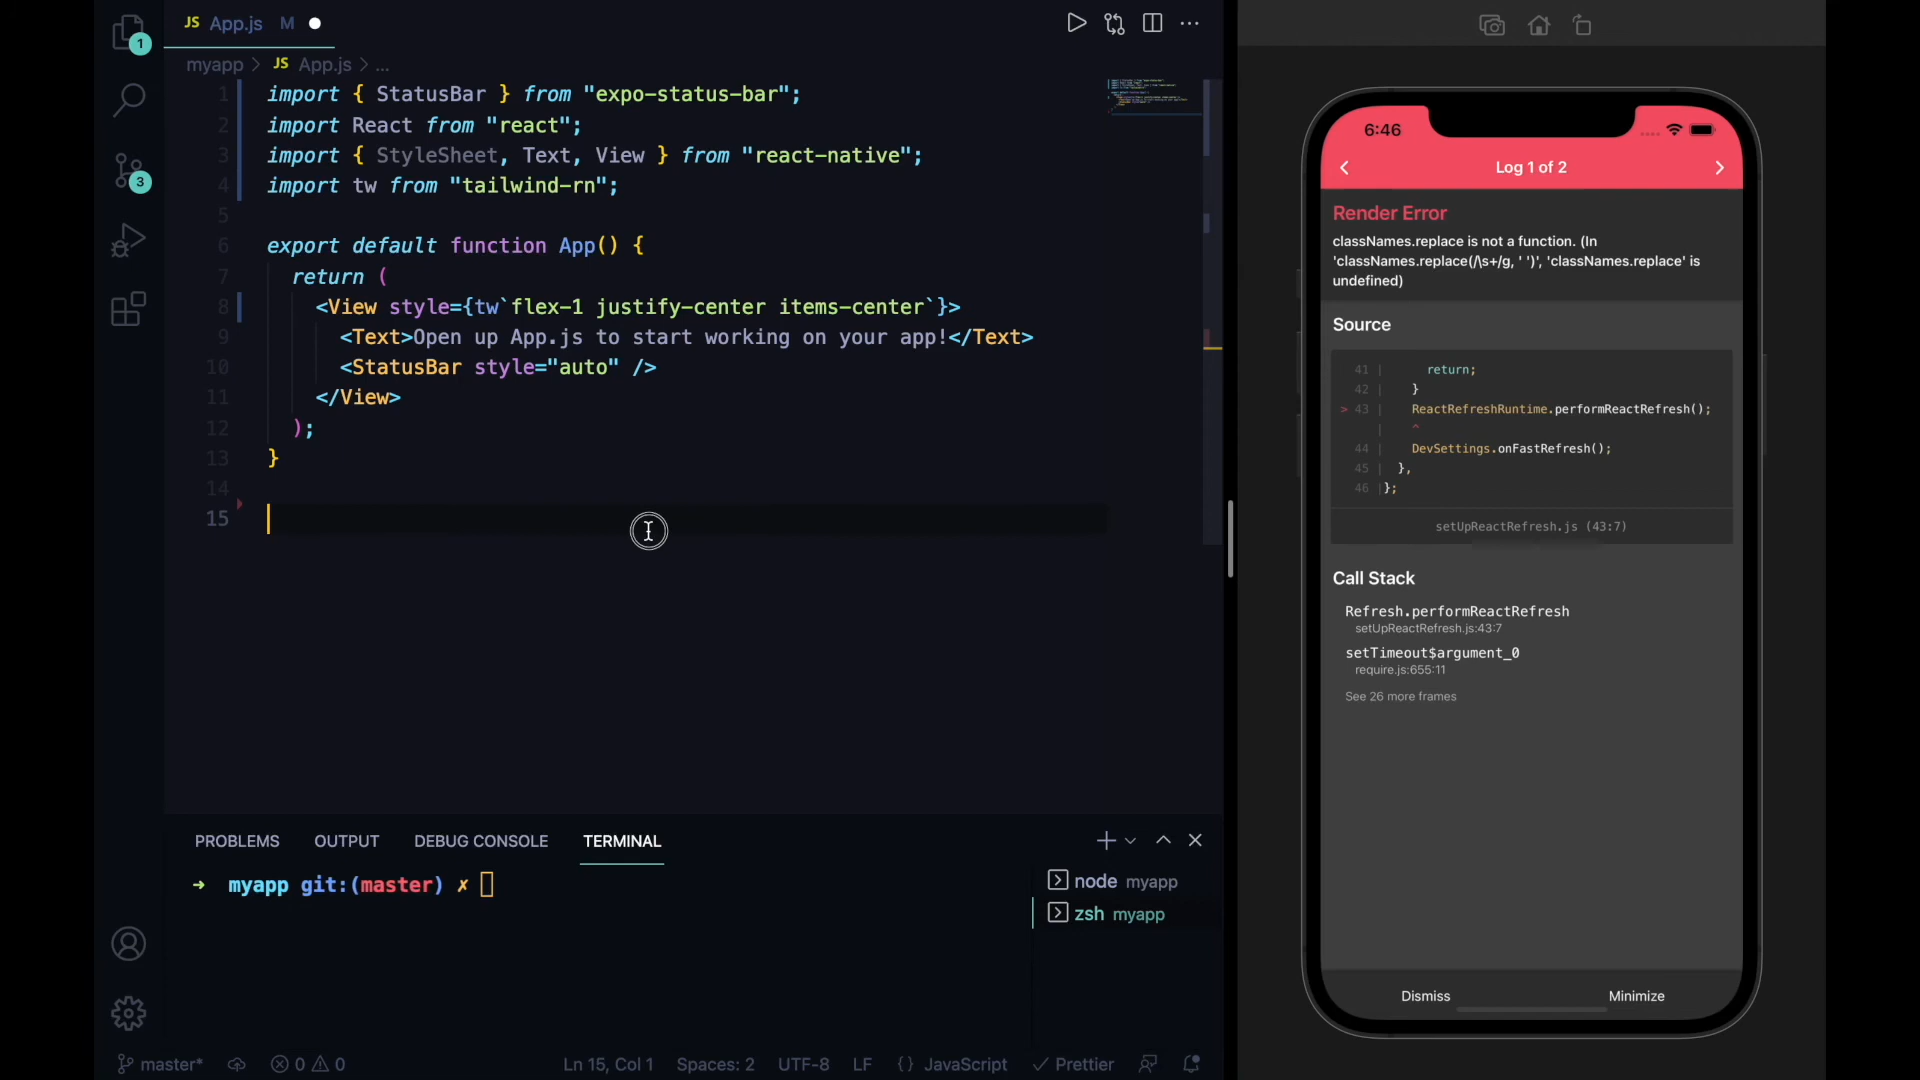 1
3
JS App.js M
myapp > JS App.js > ...
1 import { StatusBar } from "expo-status-bar";
2 import React from "react";
3 import { StyleSheet, Text, View } from "react-native";
4 import tw from "tailwind-rn";
5
6 export default function App() {
7 return (
8 <View style={tw`flex-1 justify-center items-center`}>
9 <Text>Open up App.js to start working on your app!</Text>
10 <StatusBar style="auto" />
11 </View>
12 );
13 }
14
15
PROBLEMS OUTPUT DEBUG CONSOLE TERMINAL
➜ myapp git:(master) ✗
node myapp
zsh myapp
master* 0 0 Ln 15, Col 1 Spaces: 2 UTF-8 LF {} JavaScript ✓ Prettier
6:46
Log 1 of 2
Render Error
classNames.replace is not a function. (In
'classNames.replace(/\s+/g, ' ')', 'classNames.replace' is
undefined)
Source
41 | return;
42 | }
> 43 | ReactRefreshRuntime.performReactRefresh();
| ^
44 | DevSettings.onFastRefresh();
45 | },
46 |};
setUpReactRefresh.js (43:7)
Call Stack
Refresh.performReactRefresh
setUpReactRefresh.js:43:7
setTimeout$argument_0
require.js:655:11
See 26 more frames
Dismiss Minimize